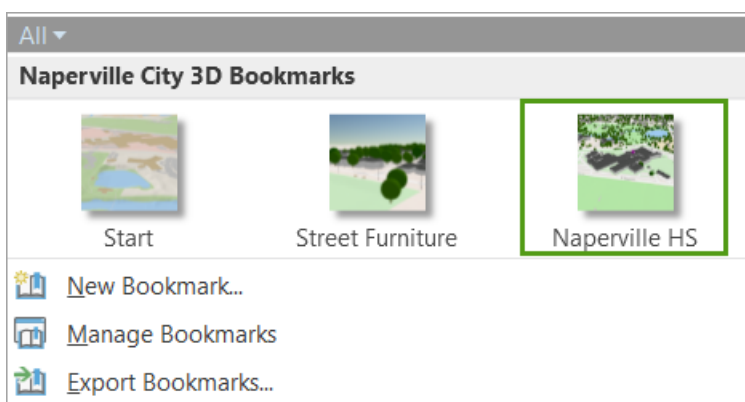 All
Naperville City 3D Bookmarks
Start
Street Furniture
Naperville HS
New Bookmark...
Manage Bookmarks
Export Bookmarks...